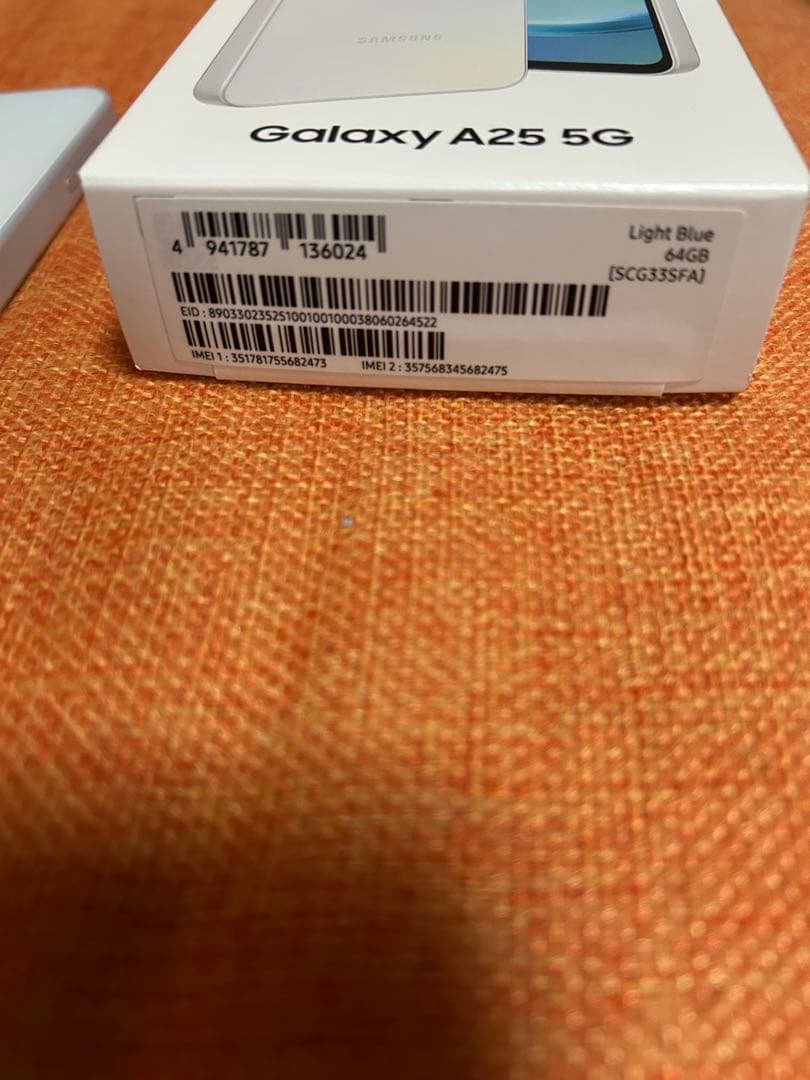 SAMSUNG
Galaxy A25 5G
4 941787 136024
Light Blue
64GB
[SCG33SFA]
EID : 89033023525100100100038060264522
IMEI 1 : 351781755682473 IMEI 2 : 357568345682475